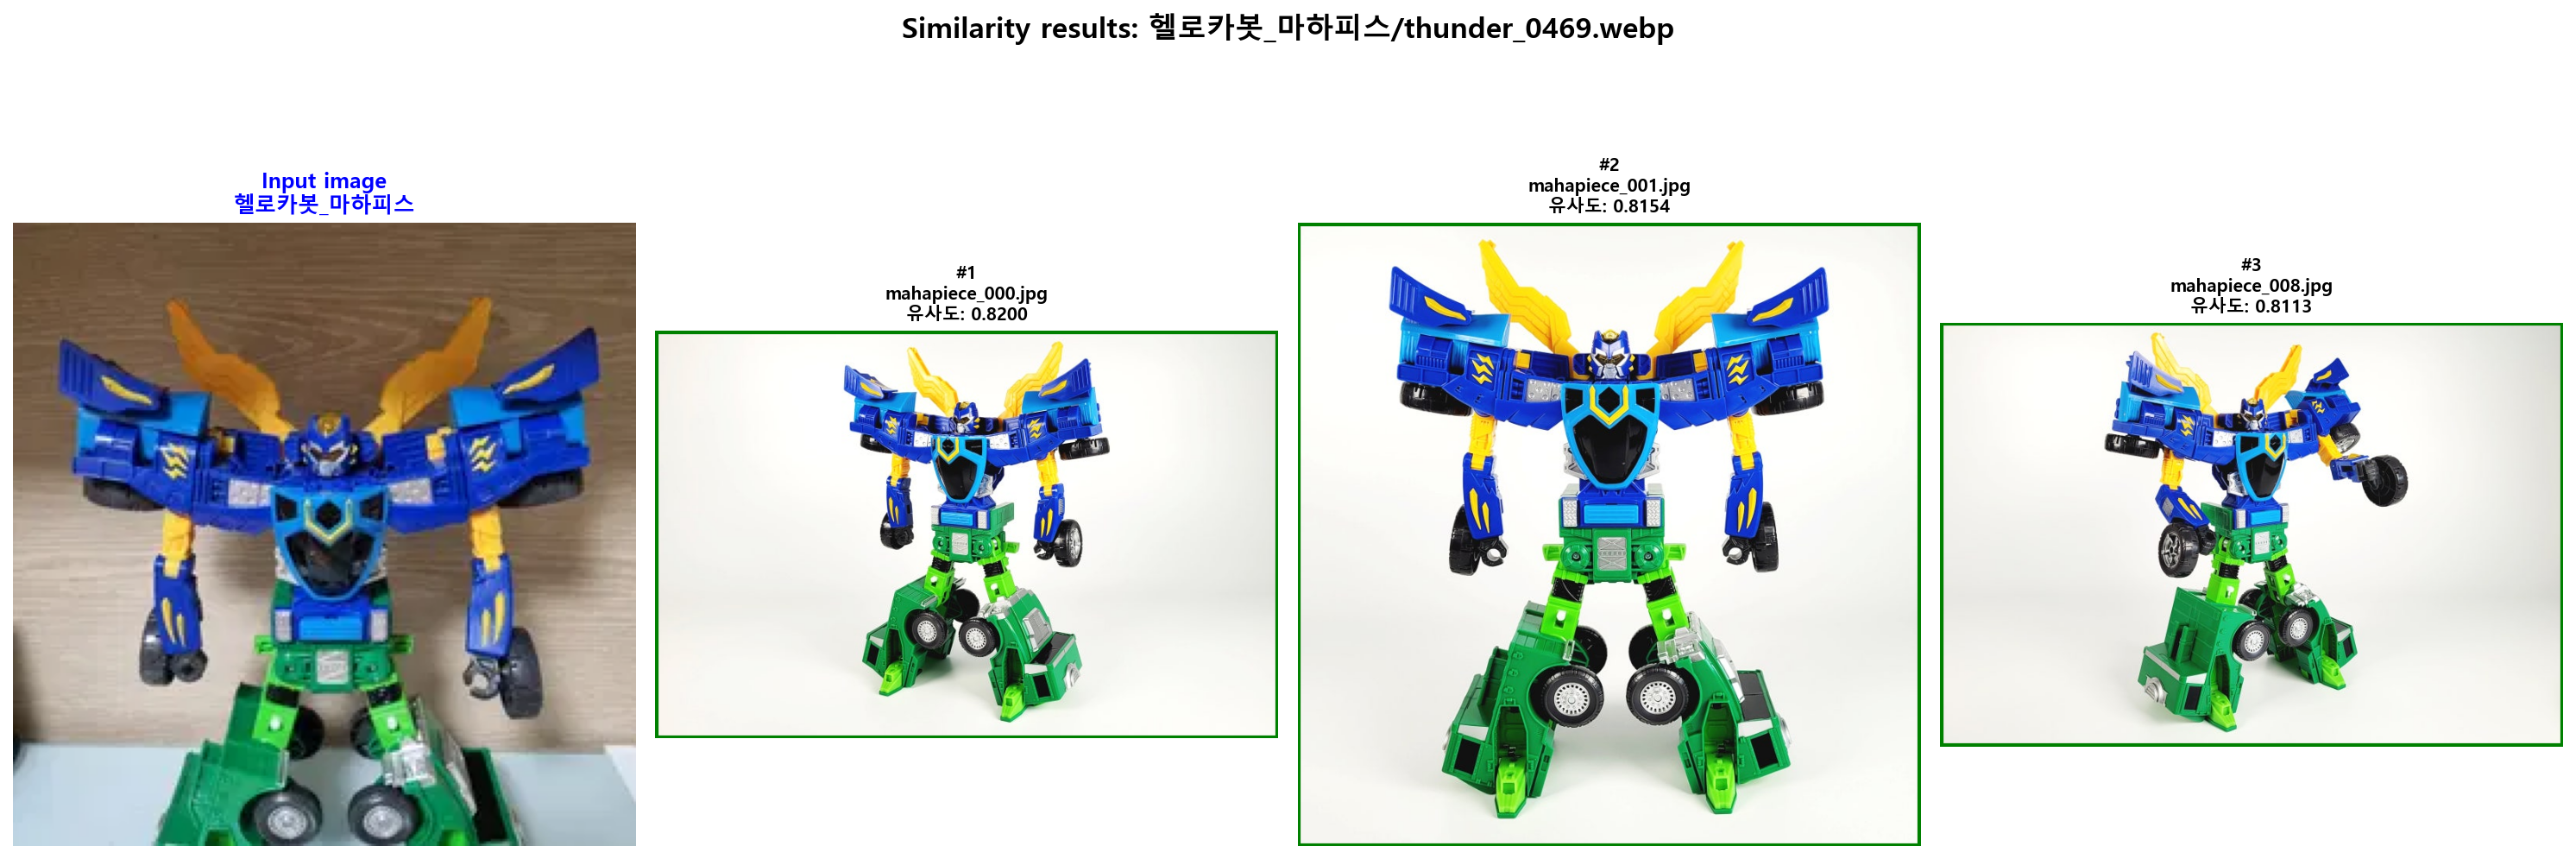 Similarity results: 헬로카봇_마하피스/thunder_0469.webp
Input image
헬로카봇_마하피스
#1
mahapiece_000.jpg
유사도: 0.8200
#2
mahapiece_001.jpg
유사도: 0.8154
#3
mahapiece_008.jpg
유사도: 0.8113